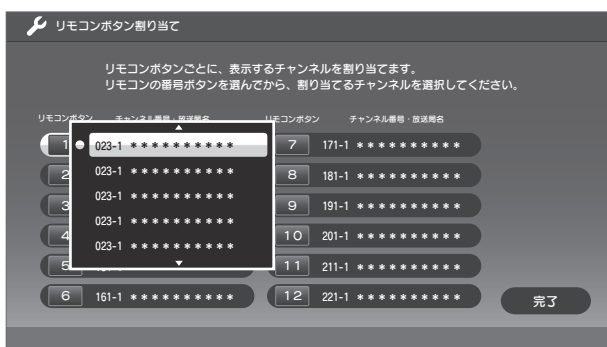 リモコンボタン割り当て
リモコンボタンごとに、表示するチャンネルを割り当てます。
リモコンの番号ボタンを選んでから、割り当てるチャンネルを選択してください。
リモコンボタン チャンネル番号・放送局名
リモコンボタン チャンネル番号・放送局名
1
023-1 **********
023-1 **********
023-1 **********
023-1 **********
023-1 **********
2
3
4
5
6 161-1 **********
7 171-1 **********
8 181-1 **********
9 191-1 **********
10 201-1 **********
11 211-1 **********
12 221-1 **********
完了